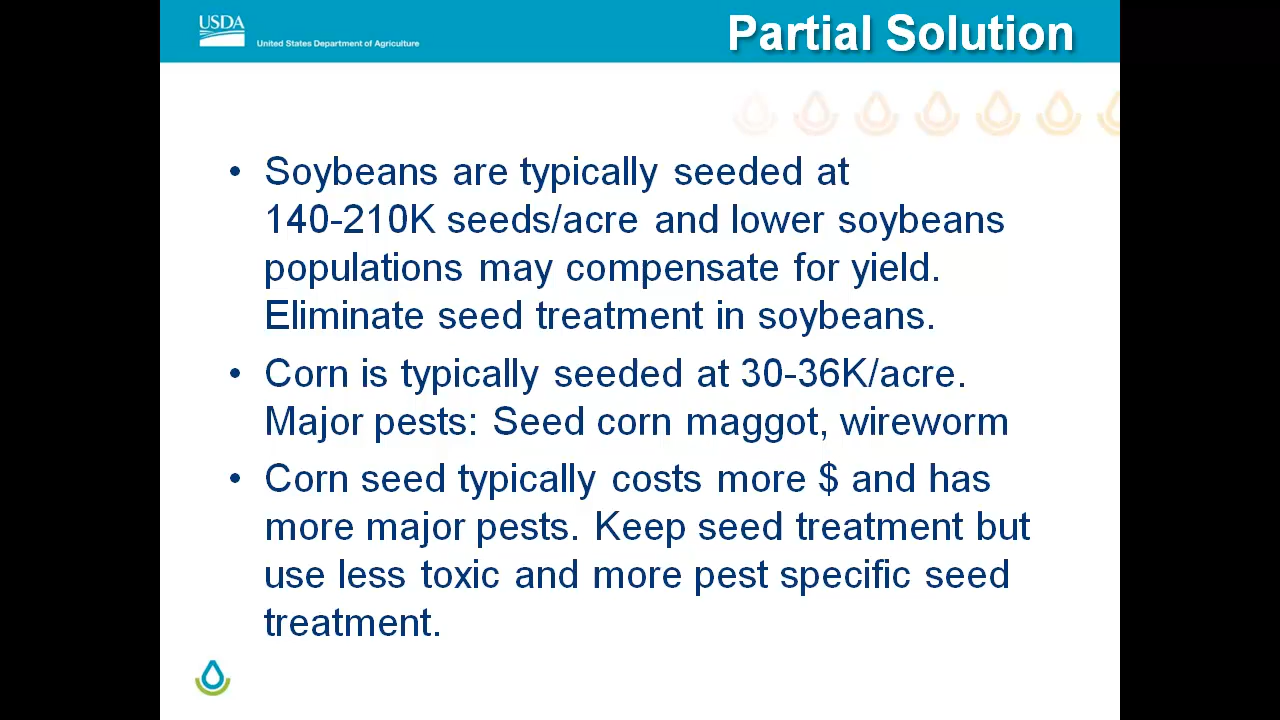 USDA
United States Department of Agriculture
Partial Solution
• Soybeans are typically seeded at
140-210K seeds/acre and lower soybeans
populations may compensate for yield.
Eliminate seed treatment in soybeans.
• Corn is typically seeded at 30-36K/acre.
Major pests: Seed corn maggot, wireworm
• Corn seed typically costs more $ and has
more major pests. Keep seed treatment but
use less toxic and more pest specific seed
treatment.